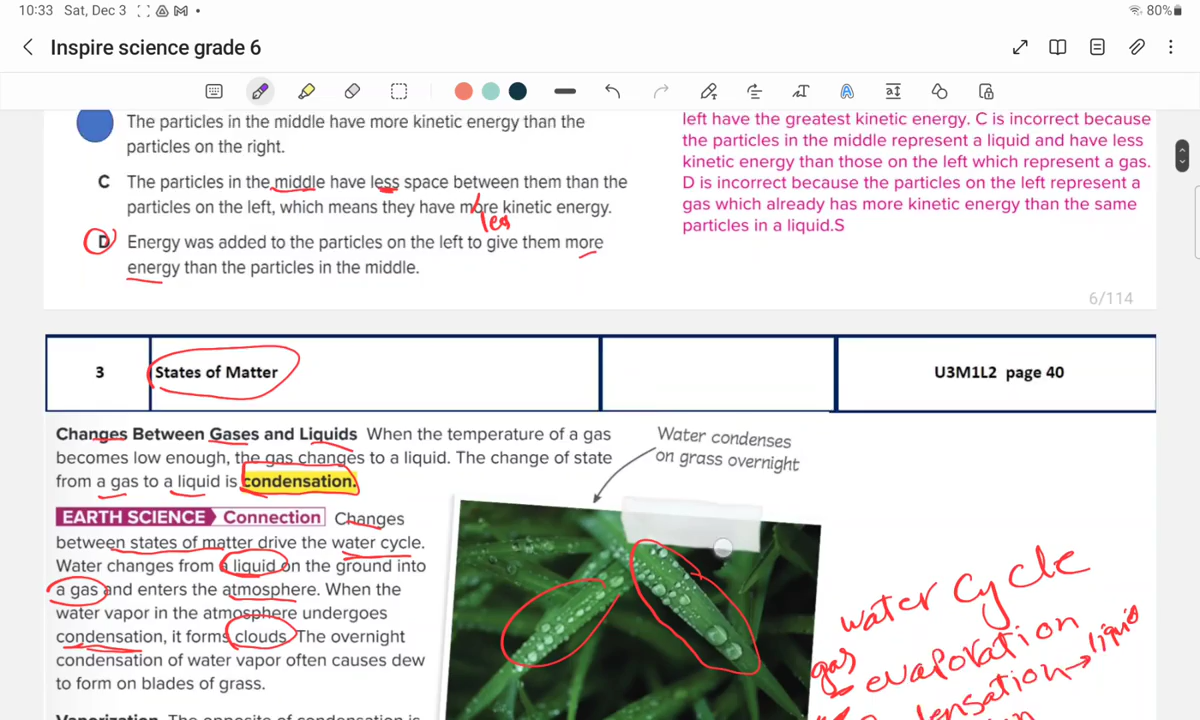 10:33 Sat, Dec 3
80%
Inspire science grade 6
The particles in the middle have more kinetic energy than the
particles on the right.
C The particles in the middle have less space between them than the
particles on the left, which means they have more kinetic energy.
les
D Energy was added to the particles on the left to give them more
energy than the particles in the middle.
left have the greatest kinetic energy. C is incorrect because
the particles in the middle represent a liquid and have less
kinetic energy than those on the left which represent a gas.
D is incorrect because the particles on the left represent a
gas which already has more kinetic energy than the same
particles in a liquid.S
6/114
3 States of Matter U3M1L2 page 40
Changes Between Gases and Liquids When the temperature of a gas
becomes low enough, the gas changes to a liquid. The change of state
from a gas to a liquid is condensation.
EARTH SCIENCE Connection Changes
between states of matter drive the water cycle.
Water changes from a liquid on the ground into
a gas and enters the atmosphere. When the
water vapor in the atmosphere undergoes
condensation, it forms clouds. The overnight
condensation of water vapor often causes dew
to form on blades of grass.
Water condenses
on grass overnight
water Cycle
gas
evaporation
liquid